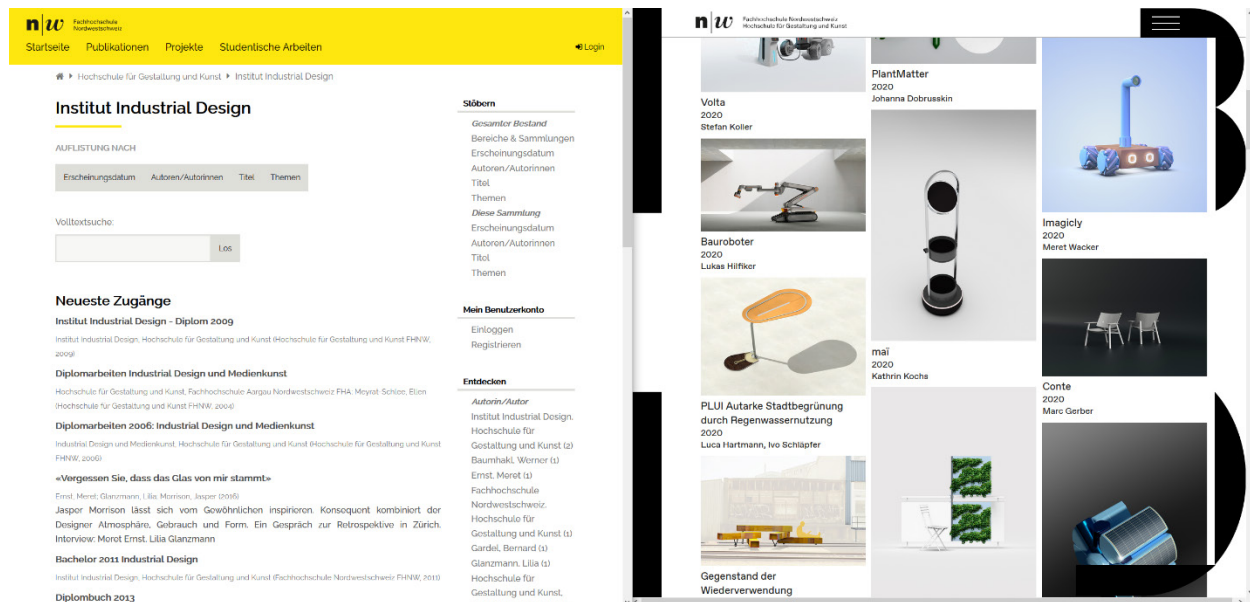 n|w Fachhochschule
Nordwestschweiz
Startseite Publikationen Projekte Studentische Arbeiten
Login
Hochschule für Gestaltung und Kunst Institut Industrial Design
Institut Industrial Design
AUFLISTUNG NACH
Erscheinungsdatum Autoren/Autorinnen Titel Themen
Volltextsuche:
Los
Neueste Zugänge
Institut Industrial Design - Diplom 2009
Institut Industrial Design, Hochschule für Gestaltung und Kunst (Hochschule für Gestaltung und Kunst FHNW,
2009)
Diplomarbeiten Industrial Design und Medienkunst
Hochschule für Gestaltung und Kunst, Fachhochschule Aargau Nordwestschweiz FHA; Meyrat-Schlee, Ellen
(Hochschule für Gestaltung und Kunst FHNW, 2004)
Diplomarbeiten 2006: Industrial Design und Medienkunst
Industrial Design und Medienkunst, Hochschule für Gestaltung und Kunst (Hochschule für Gestaltung und Kunst
FHNW, 2006)
«Vergessen Sie, dass das Glas von mir stammt»
Ernst, Meret; Glanzmann, Lilia; Morrison, Jasper (2016)
Jasper Morrison lässt sich vom Gewöhnlichen inspirieren. Konsequent kombiniert der
Designer Atmosphäre, Gebrauch und Form. Ein Gespräch zur Retrospektive in Zürich.
Interview: Meret Ernst, Lilia Glanzmann
Bachelor 2011 Industrial Design
Institut Industrial Design, Hochschule für Gestaltung und Kunst (Fachhochschule Nordwestschweiz FHNW, 2011)
Diplombuch 2013
Stöbern
Gesamter Bestand
Bereiche & Sammlungen
Erscheinungsdatum
Autoren/Autorinnen
Titel
Themen
Diese Sammlung
Erscheinungsdatum
Autoren/Autorinnen
Titel
Themen
Mein Benutzerkonto
Einloggen
Registrieren
Entdecken
Autorin/Autor
Institut Industrial Design,
Hochschule für
Gestaltung und Kunst (2)
Baumhakl, Werner (1)
Ernst, Meret (1)
Fachhochschule
Nordwestschweiz,
Hochschule für
Gestaltung und Kunst (1)
Gardel, Bernard (1)
Glanzmann, Lilia (1)
Hochschule für
Gestaltung und Kunst,
n|w Fachhochschule Nordwestschweiz
Hochschule für Gestaltung und Kunst
Volta
2020
Stefan Koller
Bauroboter
2020
Lukas Hilfiker
PLUI Autarke Stadtbegrünung
durch Regenwassernutzung
2020
Luca Hartmann, Ivo Schläpfer
Gegenstand der
Wiederverwendung
PlantMatter
2020
Johanna Dobrusskin
maï
2020
Kathrin Kochs
Imagicly
2020
Meret Wacker
Conte
2020
Marc Gerber